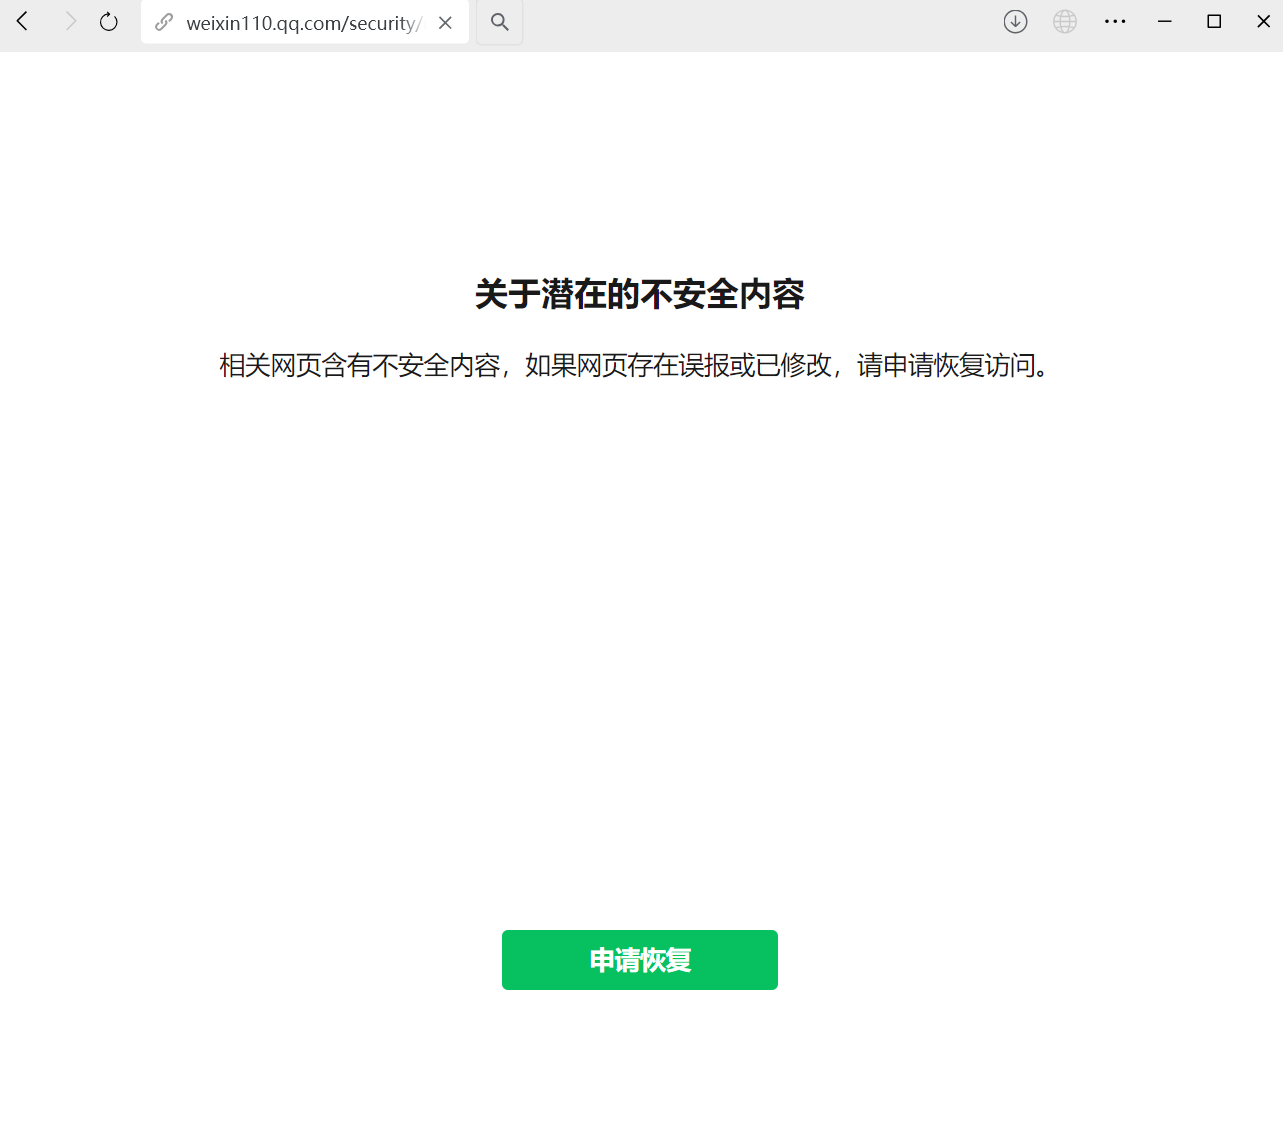 weixin110.qq.com/security/
关于潜在的不安全内容
相关网页含有不安全内容，如果网页存在误报或已修改，请申请恢复访问。
申请恢复